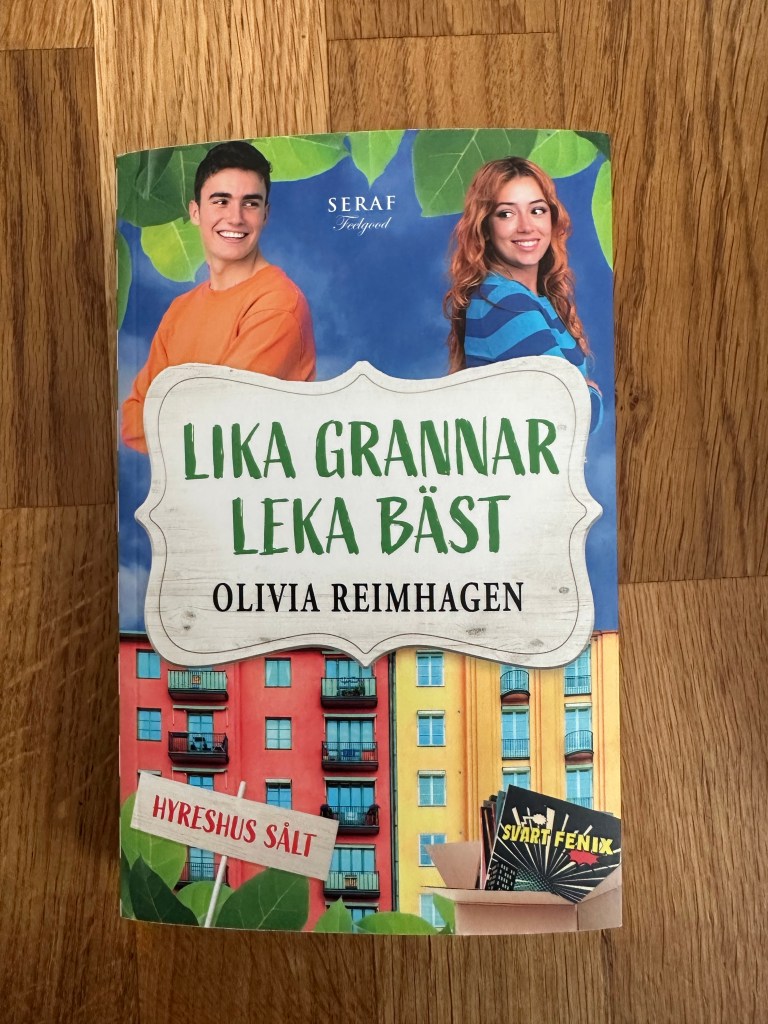 SERAF
Feelgood
LIKA GRANNAR
LEKA BÄST
OLIVIA REIMHAGEN
HYRESHUS SÅLT
SVART FENIX